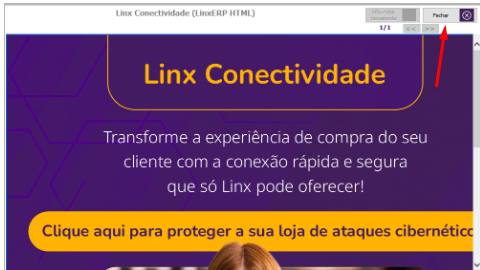 Linx Conectividade (LinxERP HTML)
Fechar
1/1 << >>
Linx Conectividade
Transforme a experiência de compra do seu
cliente com a conexão rápida e segura
que só Linx pode oferecer!
Clique aqui para proteger a sua loja de ataques cibernético